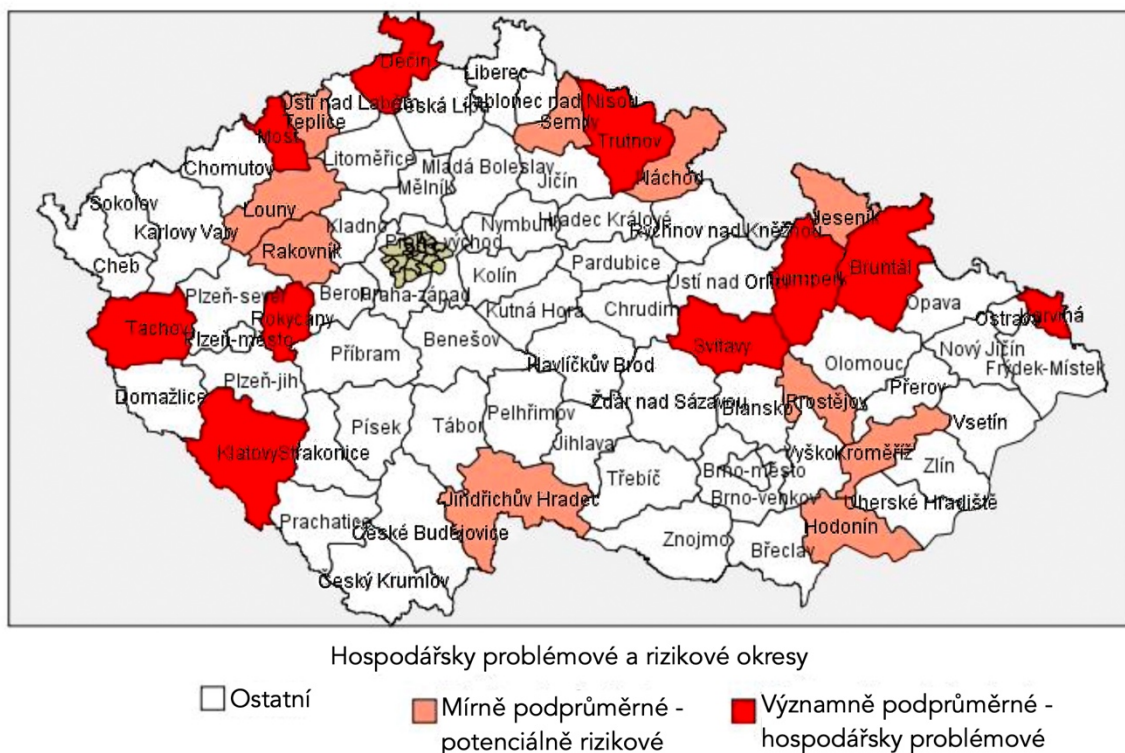 Děčín
Liberec
Ústí nad Labem
Česká Lípa
Jablonec nad Nisou
Teplice
Semily
Most
Trutnov
Chomutov
Litoměřice
Mladá Boleslav
Náchod
Mělník
Jičín
Louny
Sokolov
Kladno
Nymburk
Hradec Králové
Jeseník
Karlovy Vary
Rychnov nad Kněžnou
Rakovník
Praha-východ
Cheb
Kolín
Pardubice
Šumperk
Bruntál
Plzeň-sever
Beroun
Praha-západ
Ústí nad Orlicí
Opava
Tachov
Rokycany
Kutná Hora
Chrudim
Ostrava
Karviná
Plzeň-město
Benešov
Svitavy
Nový Jičín
Příbram
Havlíčkův Brod
Olomouc
Frýdek-Místek
Plzeň-jih
Přerov
Domažlice
Žďár nad Sázavou
Prostějov
Pelhřimov
Blansko
Písek
Tábor
Vsetín
Jihlava
Klatovy
Strakonice
Vyškov
Kroměříž
Třebíč
Brno-město
Zlín
Jindřichův Hradec
Brno-venkov
Uherské Hradiště
Prachatice
Hodonín
České Budějovice
Znojmo
Břeclav
Český Krumlov
Hospodářsky problémové a rizikové okresy
Ostatní
Mírně podprůměrné -
potenciálně rizikové
Významně podprůměrné -
hospodářsky problémové